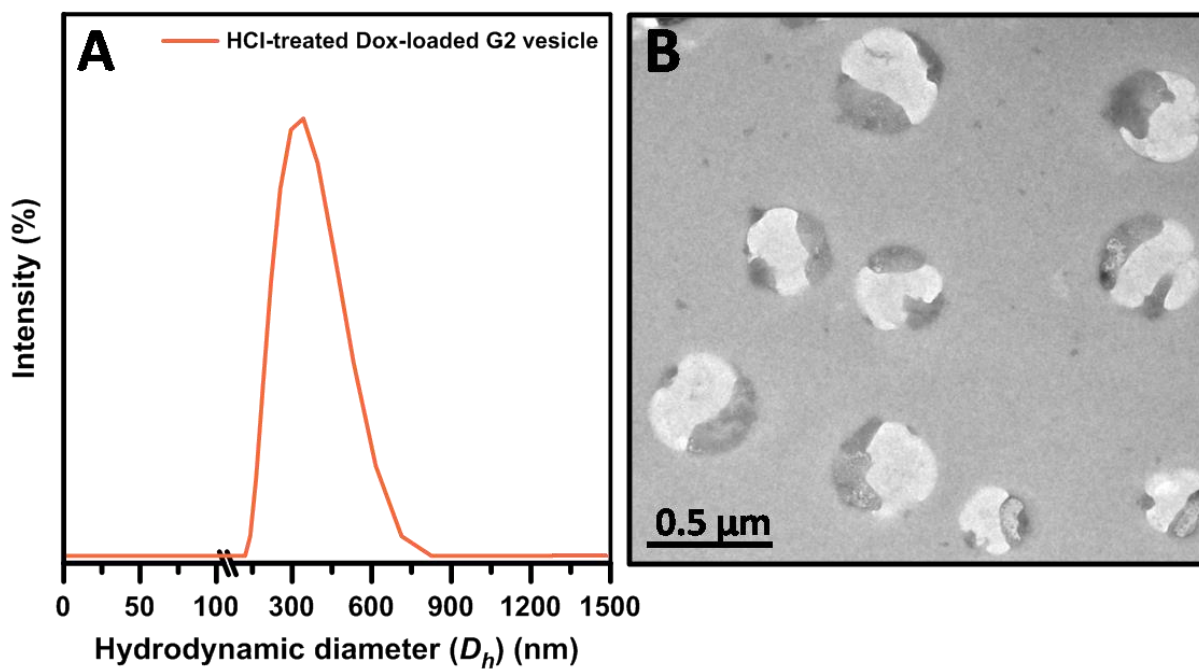 A
HCl-treated Dox-loaded G2 vesicle
Intensity (%)
0 50 100 300 600 900 1200 1500
Hydrodynamic diameter (Dh) (nm)
B
0.5 μm